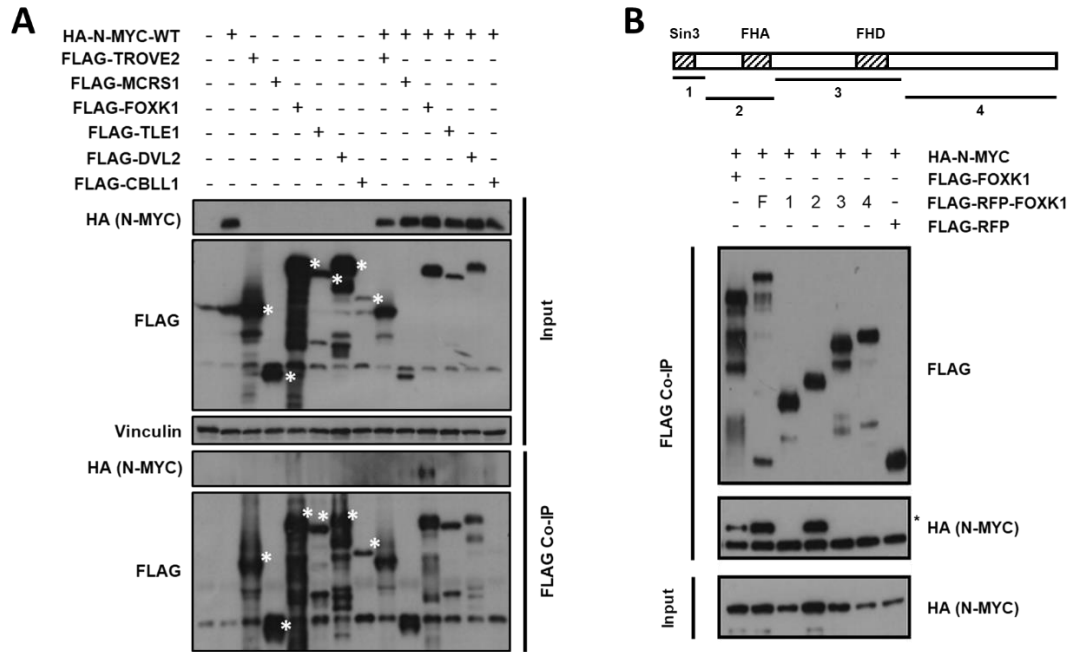 A
HA-N-MYC-WT - + - - - - - - + + + + + +
FLAG-TROVE2 - - + - - - - - + - - - - -
FLAG-MCRS1 - - - + - - - - - + - - - -
FLAG-FOXK1 - - - - + - - - - - + - - -
FLAG-TLE1 - - - - - + - - - - - + - -
FLAG-DVL2 - - - - - - + - - - - - + -
FLAG-CBLL1 - - - - - - - + - - - - - +
HA (N-MYC)
FLAG
* * * * * *
Vinculin
Input
HA (N-MYC)
FLAG
* * * * * *
FLAG Co-IP
B
Sin3 FHA FHD
1 2 3 4
+ + + + + + + HA-N-MYC
+ - - - - - - FLAG-FOXK1
- F 1 2 3 4 - FLAG-RFP-FOXK1
- - - - - - + FLAG-RFP
FLAG Co-IP
FLAG
*
HA (N-MYC)
Input
HA (N-MYC)